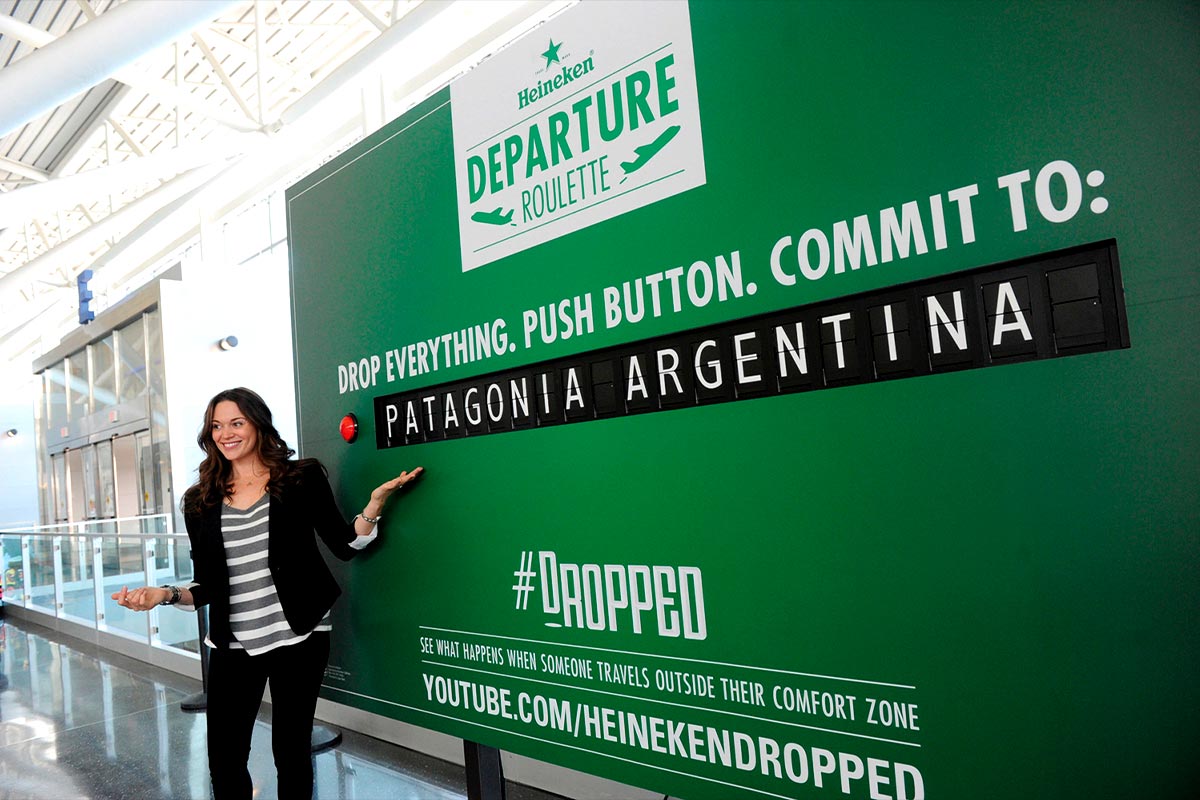 E
Heineken®
DEPARTURE
ROULETTE
DROP EVERYTHING. PUSH BUTTON. COMMIT TO:
PATAGONIA ARGENTINA
#DROPPED
SEE WHAT HAPPENS WHEN SOMEONE TRAVELS OUTSIDE THEIR COMFORT ZONE
YOUTUBE.COM/HEINEKENDROPPED